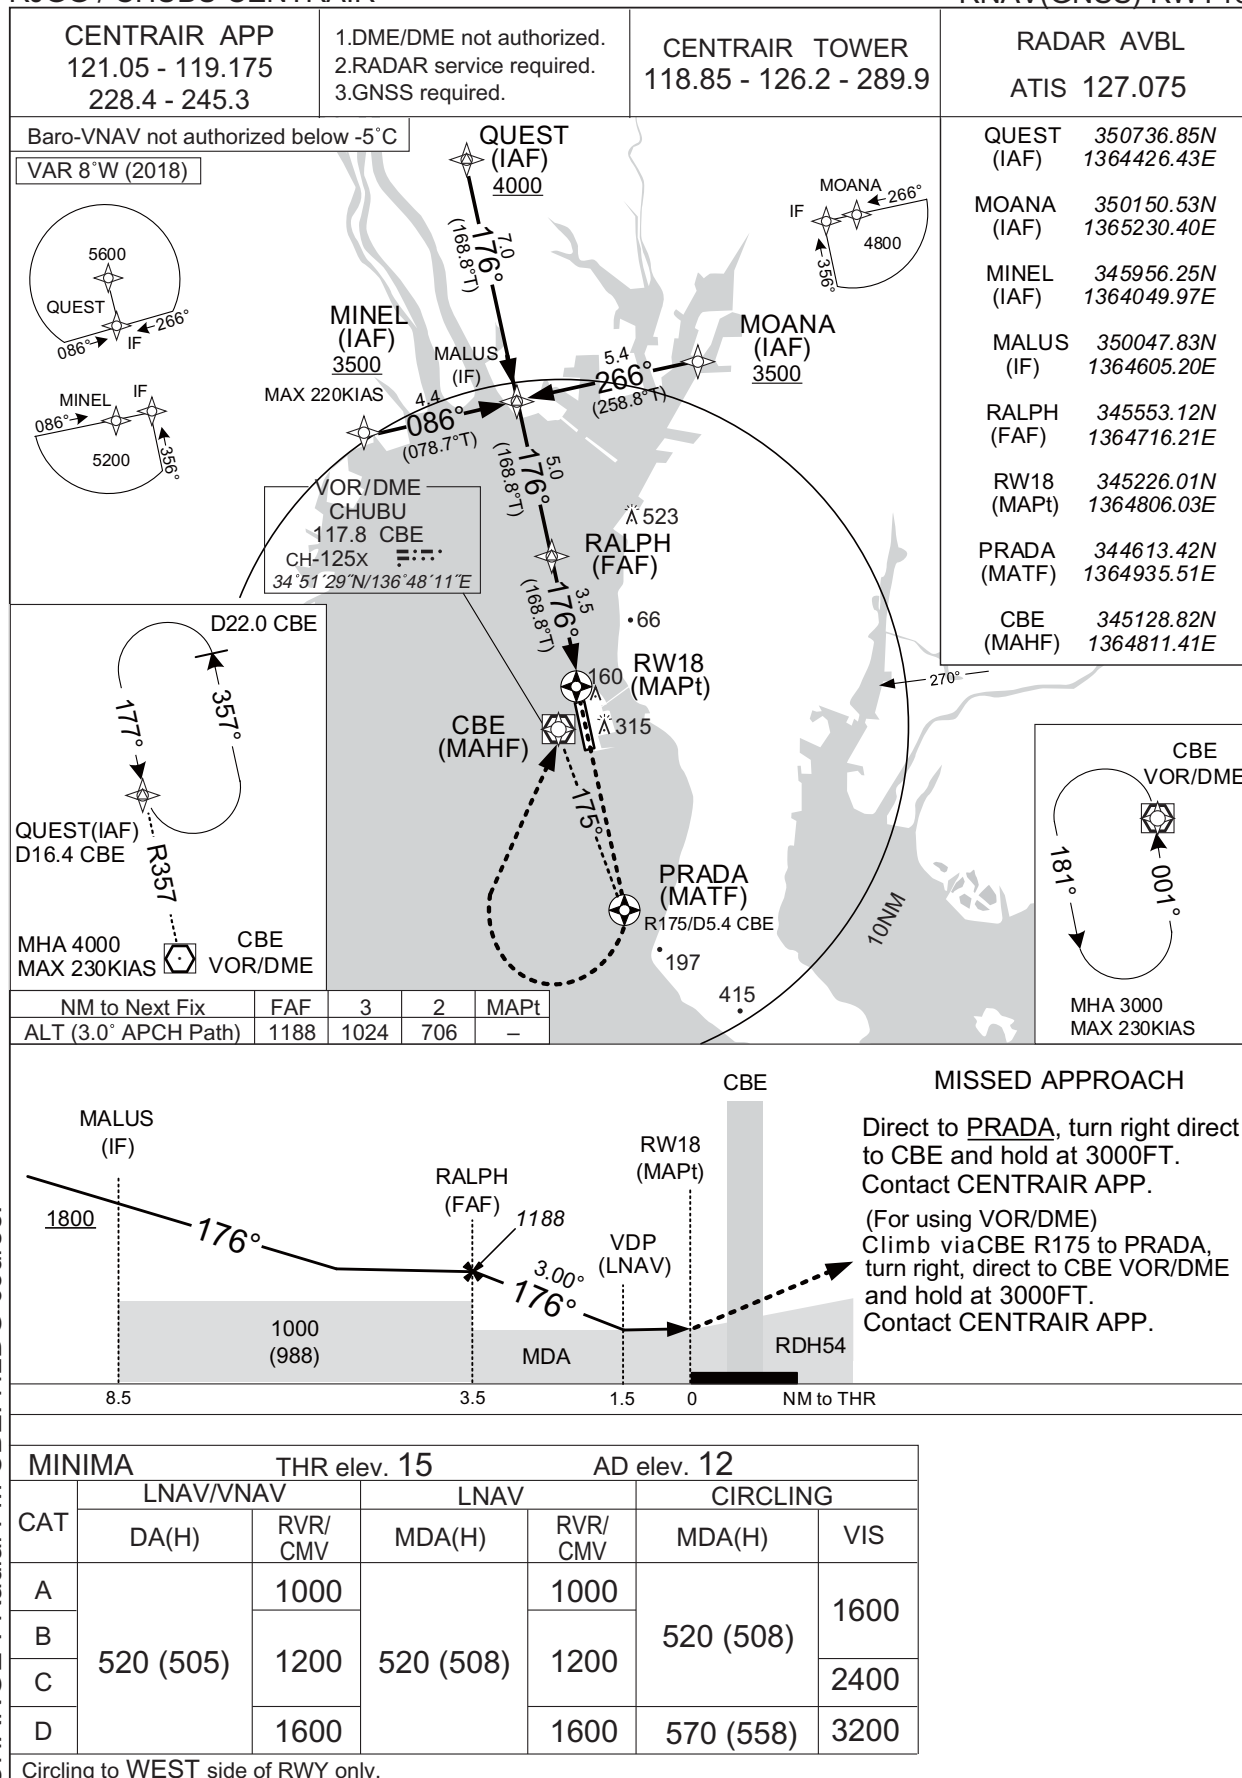 CENTRAIR APP
121.05 - 119.175
228.4 - 245.3
1.DME/DME not authorized.
2.RADAR service required.
3.GNSS required.
CENTRAIR TOWER
118.85 - 126.2 - 289.9
RADAR AVBL
ATIS 127.075
Baro-VNAV not authorized below -5°C
VAR 8°W (2018)
QUEST
(IAF)
4000
7.0
176°
(168.8°T)
5600
QUEST
086°
IF
266°
MINEL
IF
086°
356°
5200
MOANA
266°
IF
356°
4800
MINEL
(IAF)
3500
MAX 220KIAS
4.4
086°
(078.7°T)
MALUS
(IF)
MOANA
(IAF)
3500
5.4
266°
(258.8°T)
5.0
176°
(168.8°T)
VOR/DME
CHUBU
117.8 CBE
CH-125X
34°51´29˝N/136°48´11˝E
523
RALPH
(FAF)
3.5
176°
(168.8°T)
66
RW18
(MAPt)
160
315
CBE
(MAHF)
175°
PRADA
(MATF)
R175/D5.4 CBE
197
415
10NM
270°
QUEST 350736.85N
(IAF) 1364426.43E
MOANA 350150.53N
(IAF) 1365230.40E
MINEL 345956.25N
(IAF) 1364049.97E
MALUS 350047.83N
(IF) 1364605.20E
RALPH 345553.12N
(FAF) 1364716.21E
RW18 345226.01N
(MAPt) 1364806.03E
PRADA 344613.42N
(MATF) 1364935.51E
CBE 345128.82N
(MAHF) 1364811.41E
D22.0 CBE
177°
357°
QUEST(IAF)
D16.4 CBE
R357
MHA 4000
MAX 230KIAS
CBE
VOR/DME
CBE
VOR/DME
181°
001°
MHA 3000
MAX 230KIAS
NM to Next Fix FAF 3 2 MAPt
ALT (3.0° APCH Path) 1188 1024 706 –
MALUS
(IF)
1800
176°
RALPH
(FAF)
1188
3.00°
176°
VDP
(LNAV)
RW18
(MAPt)
CBE
1000
(988)
MDA
RDH54
8.5 3.5 1.5 0 NM to THR
MISSED APPROACH
Direct to PRADA, turn right direct
to CBE and hold at 3000FT.
Contact CENTRAIR APP.
(For using VOR/DME)
Climb viaCBE R175 to PRADA,
turn right, direct to CBE VOR/DME
and hold at 3000FT.
Contact CENTRAIR APP.
MINIMA THR elev. 15 AD elev. 12
CAT LNAV/VNAV LNAV CIRCLING
DA(H) RVR/CMV MDA(H) RVR/CMV MDA(H) VIS
A 520 (505) 1000 520 (508) 1000 520 (508) 1600
B 1200 1200
C 2400
D 1600 1600 570 (558) 3200
Circling to WEST side of RWY only.